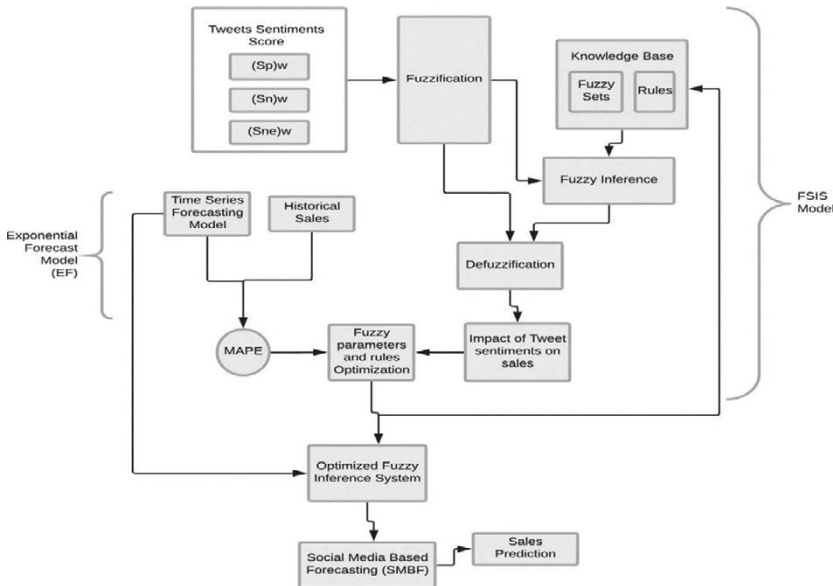 Tweets Sentiments
Score
(Sp)w
(Sn)w
(Sne)w
Fuzzification
Knowledge Base
Fuzzy
Sets
Rules
Fuzzy Inference
FSIS
Model
Time Series
Forecasting
Model
Historical
Sales
Exponential
Forecast
Model
(EF)
Defuzzification
MAPE
Fuzzy
parameters
and rules
Optimization
Impact of Tweet
sentiments on
sales
Optimized Fuzzy
Inference System
Social Media Based
Forecasting (SMBF)
Sales
Prediction